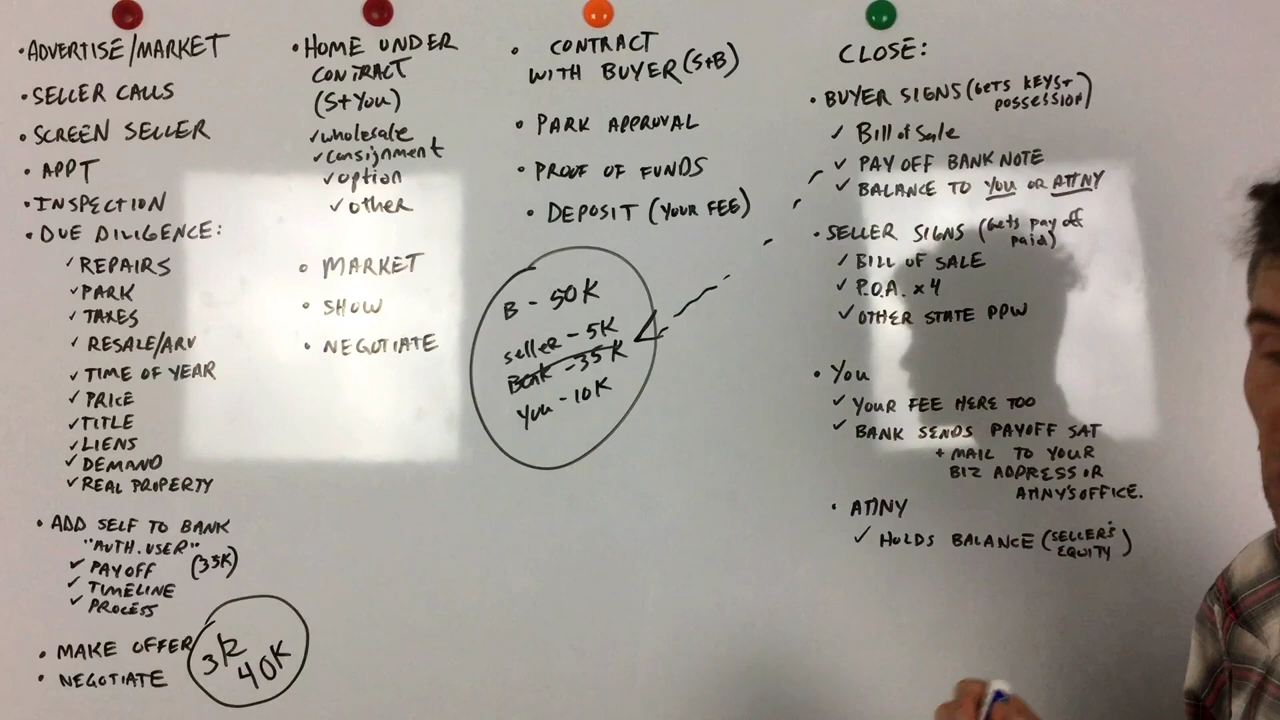 • ADVERTISE/MARKET
• SELLER CALLS
• SCREEN SELLER
• APPT
• INSPECTION
• DUE DILIGENCE:
✓ REPAIRS
✓ PARK
✓ TAXES
✓ RESALE/ARV
✓ TIME OF YEAR
✓ PRICE
✓ TITLE
✓ LIENS
✓ DEMAND
✓ REAL PROPERTY
• ADD SELF TO BANK
"AUTH. USER"
✓ PAYOFF (35K)
✓ TIMELINE
✓ PROCESS
• MAKE OFFER
• NEGOTIATE
40K
• HOME UNDER
CONTRACT
(S+YOU)
✓ wholesale
✓ consignment
✓ option
✓ other
• MARKET
• SHOW
• NEGOTIATE
• CONTRACT
WITH BUYER (S+B)
• PARK APPROVAL
• PROOF OF FUNDS
• DEPOSIT (YOUR FEE)
B - 50K
seller - 5K
Bank - 35K
you - 10K
CLOSE:
• BUYER SIGNS (GETS KEYS +
POSSESSION)
✓ Bill of Sale
✓ PAY OFF BANK NOTE
✓ BALANCE TO YOU OR ATTNY
• SELLER SIGNS (Gets pay off
paid)
✓ BILL OF SALE
✓ P.O.A. x 4
✓ OTHER STATE PPW
• You
✓ YOUR FEE HERE TOO
✓ BANK SENDS PAYOFF SAT
+ MAIL TO YOUR
BIZ ADDRESS OR
ATTNY'S OFFICE.
• ATTNY
✓ HOLDS BALANCE (SELLER'S
EQUITY)